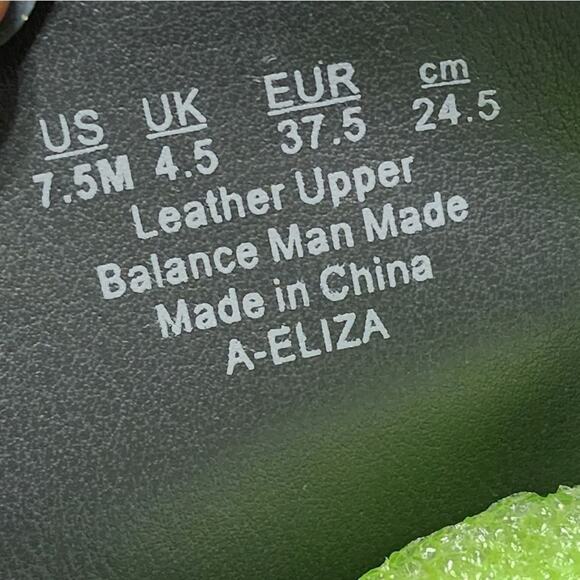 US UK EUR cm
7.5M 4.5 37.5 24.5
Leather Upper
Balance Man Made
Made in China
A-ELIZA